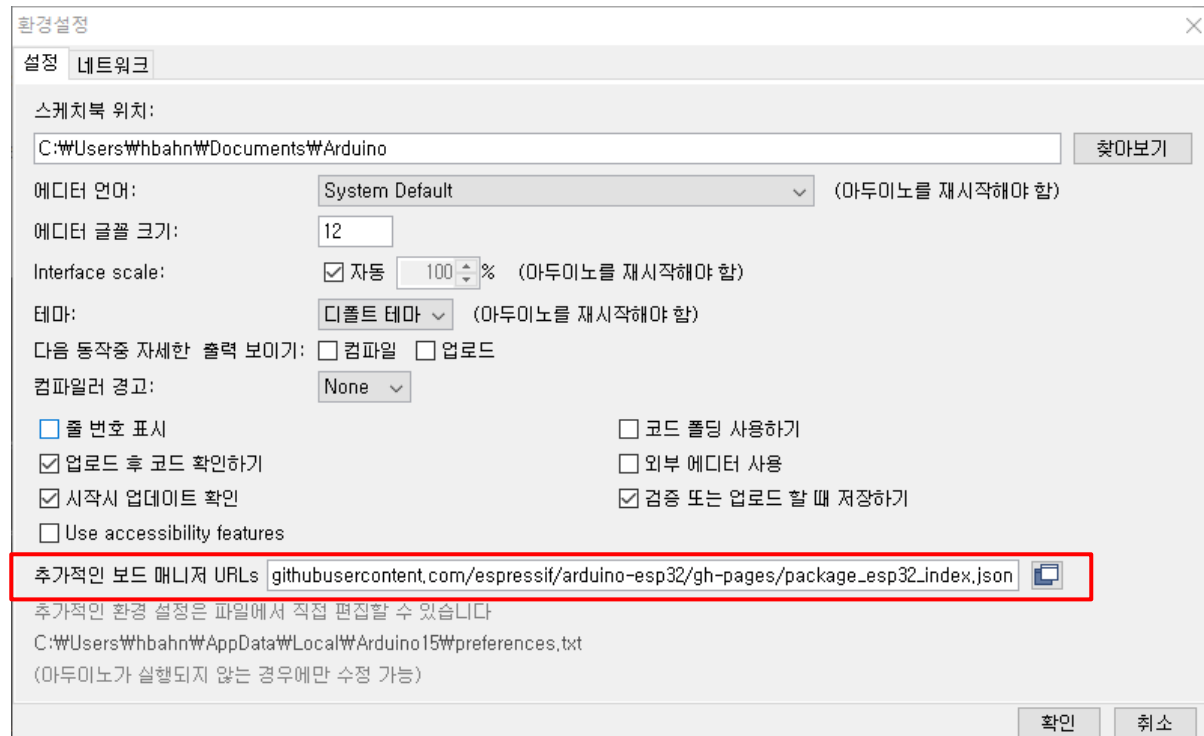 환경설정
설정 네트워크
스케치북 위치:
C:₩Users₩hbahn₩Documents₩Arduino 찾아보기
에디터 언어: System Default (아두이노를 재시작해야 함)
에디터 글꼴 크기: 12
Interface scale: 자동 100 % (아두이노를 재시작해야 함)
테마: 디폴트 테마 (아두이노를 재시작해야 함)
다음 동작중 자세한 출력 보이기: 컴파일 업로드
컴파일러 경고: None
줄 번호 표시 코드 폴딩 사용하기
업로드 후 코드 확인하기 외부 에디터 사용
시작시 업데이트 확인 검증 또는 업로드 할 때 저장하기
Use accessibility features
추가적인 보드 매니저 URLs githubusercontent.com/espressif/arduino-esp32/gh-pages/package_esp32_index.json
추가적인 환경 설정은 파일에서 직접 편집할 수 있습니다
C:₩Users₩hbahn₩AppData₩Local₩Arduino15₩preferences.txt
(아두이노가 실행되지 않는 경우에만 수정 가능)
확인 취소